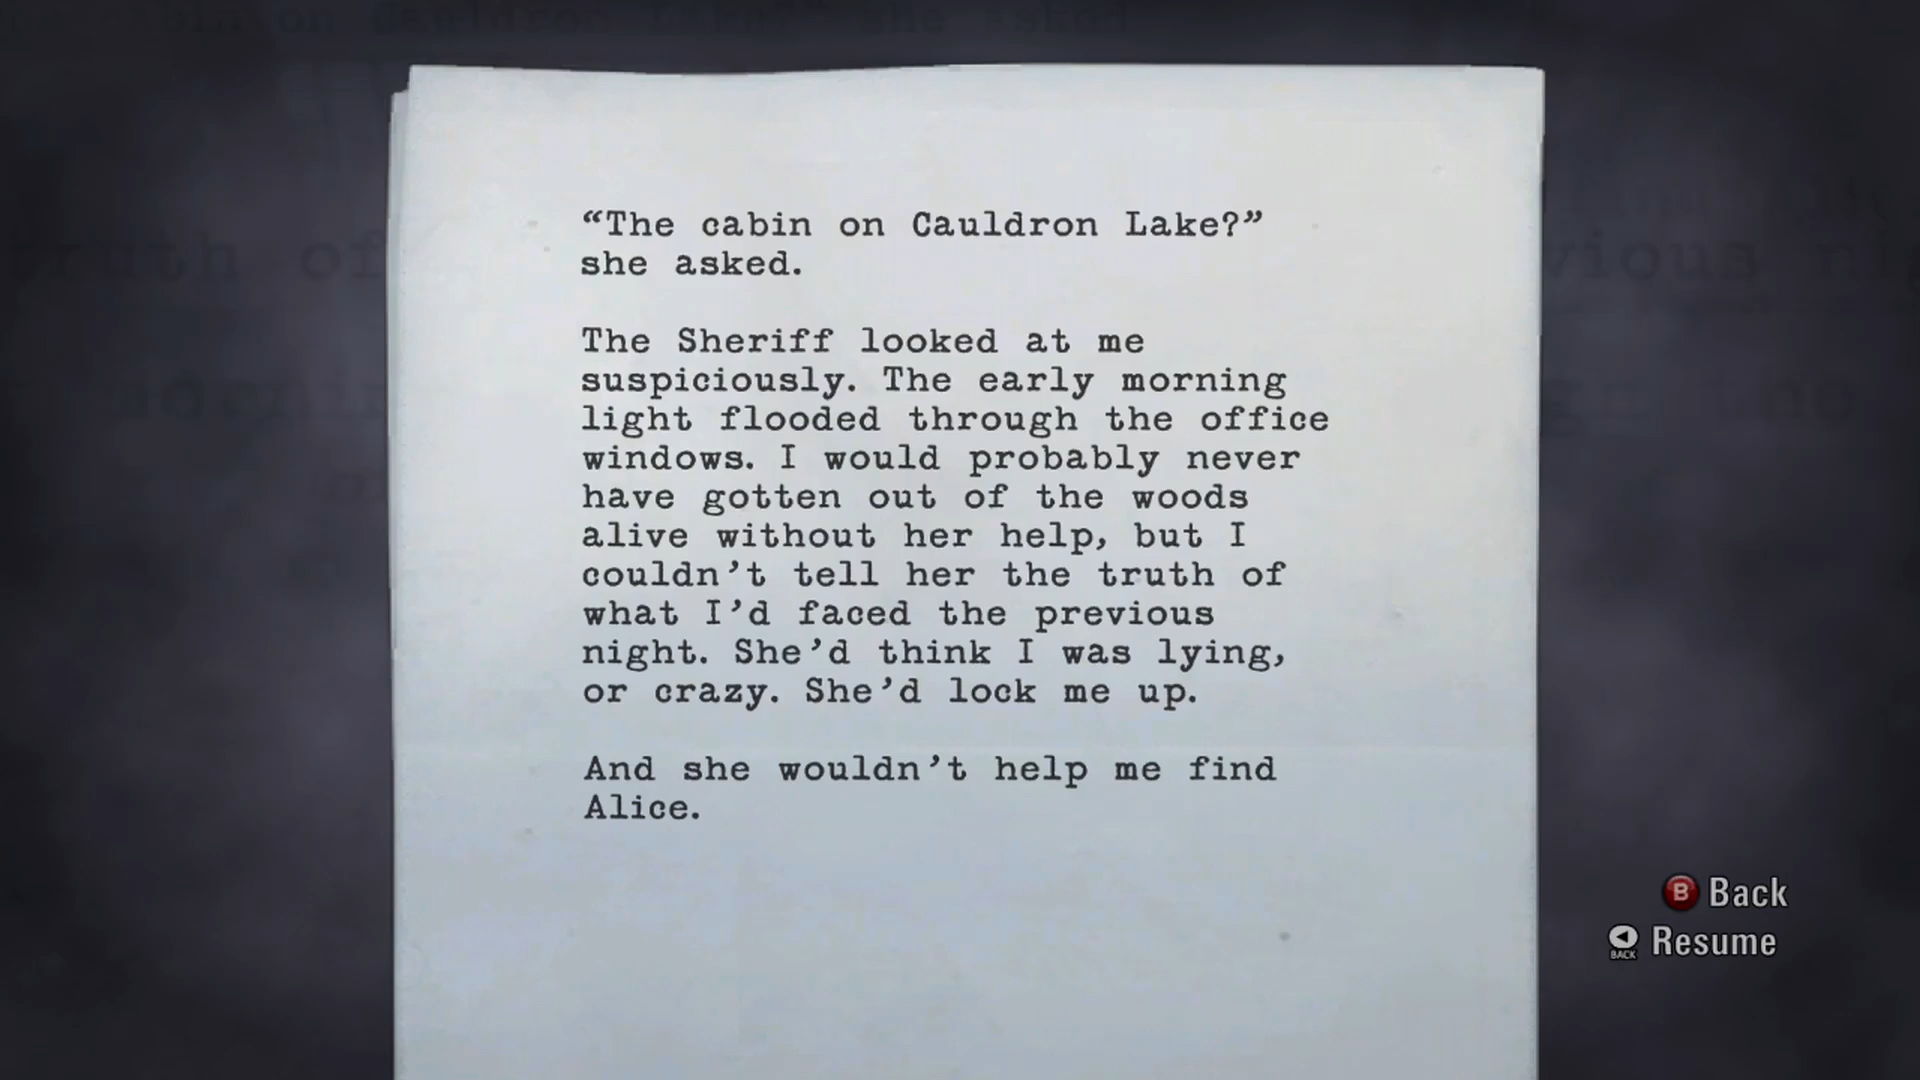 “The cabin on Cauldron Lake?”
she asked.
The Sheriff looked at me
suspiciously. The early morning
light flooded through the office
windows. I would probably never
have gotten out of the woods
alive without her help, but I
couldn’t tell her the truth of
what I’d faced the previous
night. She’d think I was lying,
or crazy. She’d lock me up.
And she wouldn’t help me find
Alice.
B Back
BACK Resume